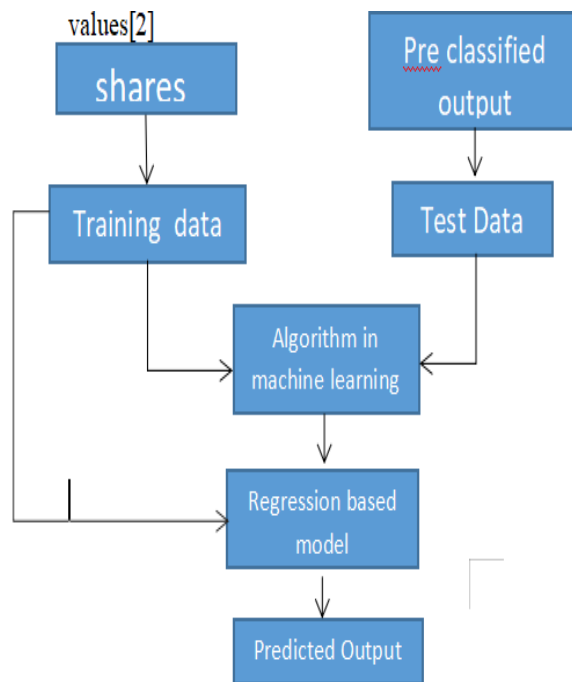 values[2]
shares
Pre classified
output
Training data
Test Data
Algorithm in
machine learning
Regression based
model
Predicted Output